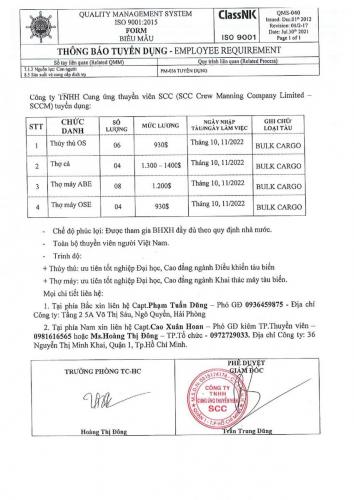 QUALITY MANAGEMENT SYSTEM
ISO 9001:2015
FORM
BIỂU MẪU
ClassNK
ISO 9001
QMS-040
Issued: Dec.01st 2012
Revision: 01/2-17
Date: Jul.30th 2021
Page 1 of 1
THÔNG BÁO TUYỂN DỤNG - EMPLOYEE REQUIREMENT
Sổ tay liên quan (Related QMM)
Quy trình liên quan (Related Process)
7.1.2 Nguồn lực: Con người
8.5 Sản xuất và cung cấp dịch vụ
PM-036 TUYỂN DỤNG
Công ty TNHH Cung ứng thuyền viên SCC (SCC Crew Manning Company Limited –
SCCM) tuyển dụng:
STT
CHỨC DANH
SỐ LƯỢNG
MỨC LƯƠNG
NGÀY NHẬP TÀU/NGÀY LÀM VIỆC
GHI CHÚ/ LOẠI TÀU
1 Thủy thủ OS 06 930$ Tháng 10, 11/2022 BULK CARGO
2 Thợ cả 04 1.300 – 1400$ Tháng 10, 11/2022 BULK CARGO
3 Thợ máy ABE 08 1.200$ Tháng 10, 11/2022 BULK CARGO
4 Thợ máy OSE 04 930$ Tháng 10, 11/2022 BULK CARGO
- Chế độ phúc lợi: Được tham gia BHXH đầy đủ theo quy định nhà nước.
- Toàn bộ thuyền viên người Việt Nam.
- Trình độ:
+ Thủy thủ: ưu tiên tốt nghiệp Đại học, Cao đẳng ngành Điều khiển tàu biển
+ Thợ máy: ưu tiên tốt nghiệp Đại học, Cao đẳng ngành Khai thác máy tàu biển.
Mọi chi tiết liên hệ:
1. Tại phía Bắc xin liên hệ Capt.Phạm Tuấn Dũng – Phó GĐ 0936459875 - Địa chỉ
Công ty: Tầng 2 5A Võ Thị Sáu, Ngô Quyền, Hải Phòng
2. Tại phía Nam xin liên hệ Capt.Cao Xuân Hoan – Phó GĐ kiêm TP.Thuyền viên –
0981616565 hoặc Ms.Hoàng Thị Đông – TP.Tổ chức - 0972729033. Địa chỉ: 36
Nguyễn Thị Minh Khai, Quận 1, Tp.Hồ Chí Minh.
TRƯỞNG PHÒNG TC-HC
PHÊ DUYỆT
GIÁM ĐỐC
CÔNG TY
TNHH
CUNG ỨNG THUYỀN VIÊN
SCC
Hoàng Thị Đông
Trần Trung Dũng